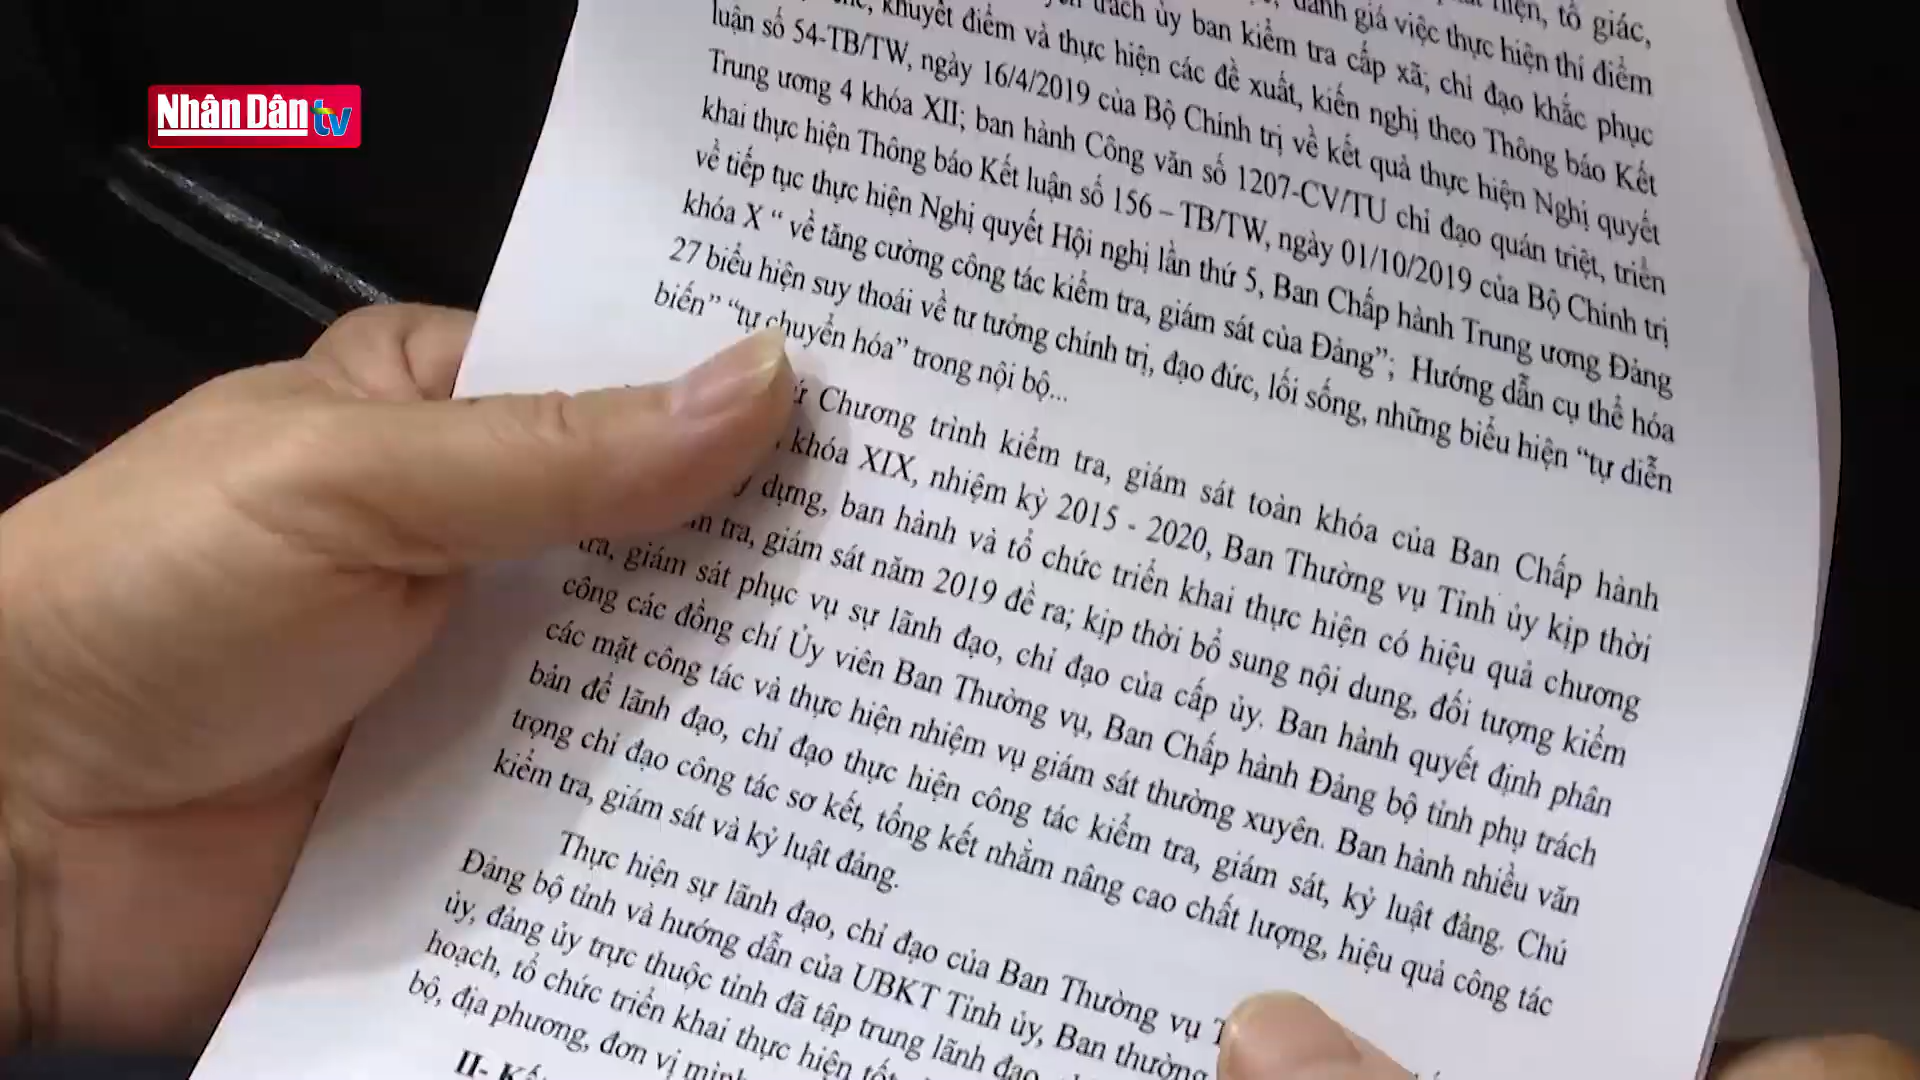 Nhân Dân tv
hiện, tố giác,
đánh giá việc thực hiện thí điểm
khuyết điểm và thực hiện các đề xuất, kiến nghị theo Thông báo Kết
trách ủy ban kiểm tra cấp xã; chỉ đạo khắc phục
luận số 54-TB/TW, ngày 16/4/2019 của Bộ Chính trị về kết quả thực hiện Nghị quyết
Trung ương 4 khóa XII; ban hành Công văn số 1207-CV/TU chỉ đạo quán triệt, triển
khai thực hiện Thông báo Kết luận số 156 – TB/TW, ngày 01/10/2019 của Bộ Chính trị
về tiếp tục thực hiện Nghị quyết Hội nghị lần thứ 5, Ban Chấp hành Trung ương Đảng
khóa X “ về tăng cường công tác kiểm tra, giám sát của Đảng”; Hướng dẫn cụ thể hóa
27 biểu hiện suy thoái về tư tưởng chính trị, đạo đức, lối sống, những biểu hiện “tự diễn
biến” “tự chuyển hóa” trong nội bộ...
Chương trình kiểm tra, giám sát toàn khóa của Ban Chấp hành
khóa XIX, nhiệm kỳ 2015 - 2020, Ban Thường vụ Tỉnh ủy kịp thời
dựng, ban hành và tổ chức triển khai thực hiện có hiệu quả chương
tra, giám sát năm 2019 đề ra; kịp thời bổ sung nội dung, đối tượng kiểm
tra, giám sát phục vụ sự lãnh đạo, chỉ đạo của cấp ủy. Ban hành quyết định phân
công các đồng chí Ủy viên Ban Thường vụ, Ban Chấp hành Đảng bộ tỉnh phụ trách
các mặt công tác và thực hiện nhiệm vụ giám sát thường xuyên. Ban hành nhiều văn
bản để lãnh đạo, chỉ đạo thực hiện công tác kiểm tra, giám sát, kỷ luật đảng. Chú
trọng chỉ đạo công tác sơ kết, tổng kết nhằm nâng cao chất lượng, hiệu quả công tác
kiểm tra, giám sát và kỷ luật đảng.
Thực hiện sự lãnh đạo, chỉ đạo của Ban Thường vụ
Đảng bộ tỉnh và hướng dẫn của UBKT Tỉnh ủy, Ban thường
ủy, đảng ủy trực thuộc tỉnh đã tập trung lãnh đạo
hoạch, tổ chức triển khai thực hiện tốt
bộ, địa phương, đơn vị mình
II- Kết